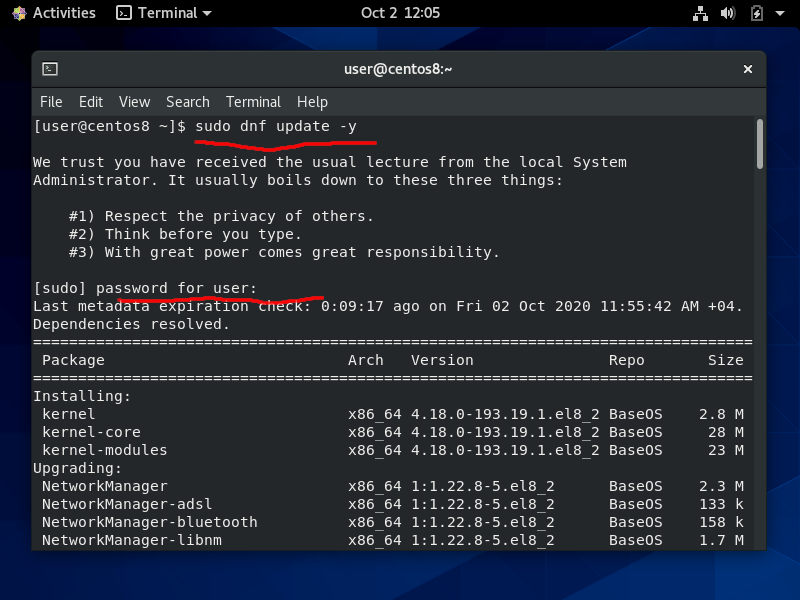 Activities Terminal Oct 2 12:05
user@centos8:~
File Edit View Search Terminal Help
[user@centos8 ~]$ sudo dnf update -y
We trust you have received the usual lecture from the local System
Administrator. It usually boils down to these three things:
#1) Respect the privacy of others.
#2) Think before you type.
#3) With great power comes great responsibility.
[sudo] password for user:
Last metadata expiration check: 0:09:17 ago on Fri 02 Oct 2020 11:55:42 AM +04.
Dependencies resolved.
================================================================================
Package Arch Version Repo Size
================================================================================
Installing:
kernel x86_64 4.18.0-193.19.1.el8_2 BaseOS 2.8 M
kernel-core x86_64 4.18.0-193.19.1.el8_2 BaseOS 28 M
kernel-modules x86_64 4.18.0-193.19.1.el8_2 BaseOS 23 M
Upgrading:
NetworkManager x86_64 1:1.22.8-5.el8_2 BaseOS 2.3 M
NetworkManager-adsl x86_64 1:1.22.8-5.el8_2 BaseOS 133 k
NetworkManager-bluetooth x86_64 1:1.22.8-5.el8_2 BaseOS 158 k
NetworkManager-libnm x86_64 1:1.22.8-5.el8_2 BaseOS 1.7 M